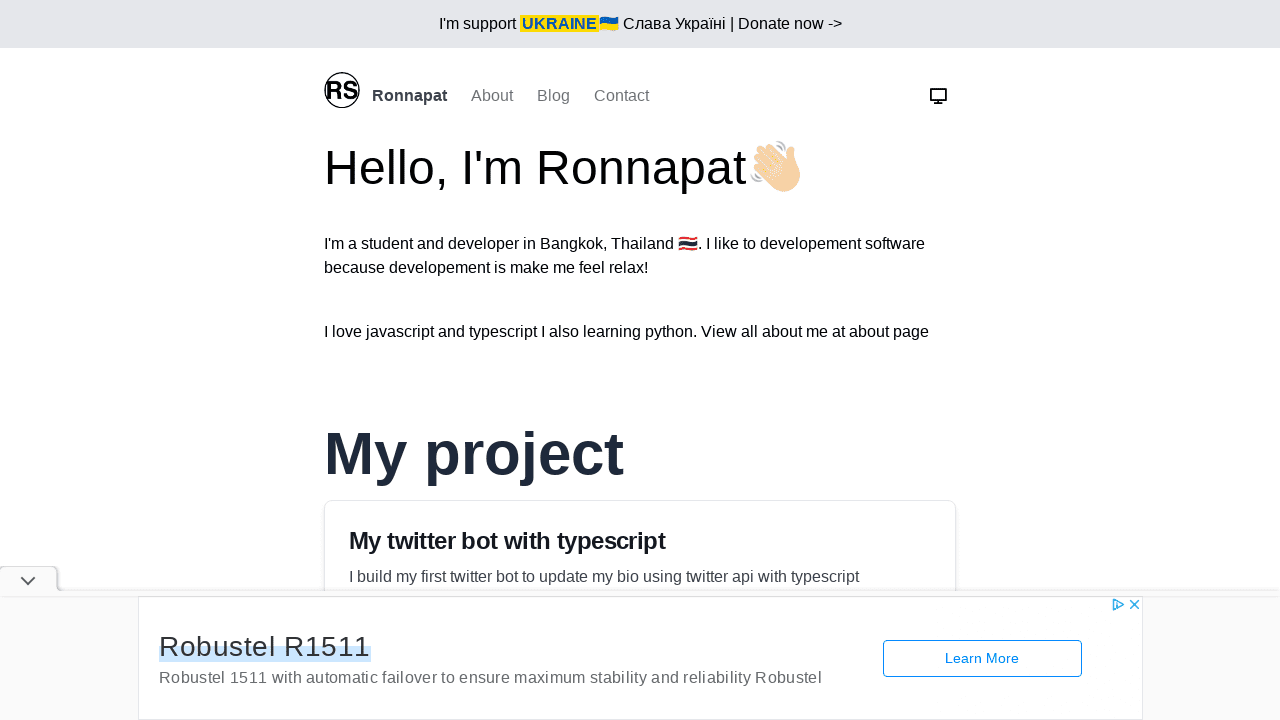 I'm support UKRAINE🇺🇦 Слава Україні | Donate now ->
RS Ronnapat About Blog Contact
Hello, I'm Ronnapat👋🏻
I'm a student and developer in Bangkok, Thailand 🇹🇭. I like to developement software
because developement is make me feel relax!
I love javascript and typescript I also learning python. View all about me at about page
My project
My twitter bot with typescript
I build my first twitter bot to update my bio using twitter api with typescript
Robustel R1511
Robustel 1511 with automatic failover to ensure maximum stability and reliability Robustel
Learn More